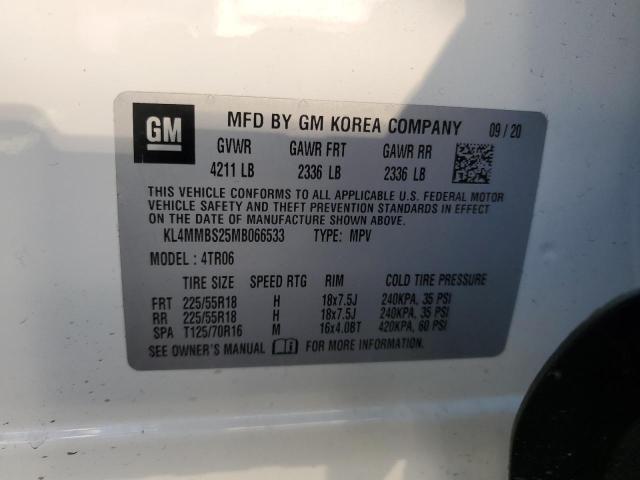 GM
MFD BY GM KOREA COMPANY 09/20
GVWR GAWR FRT GAWR RR
4211 LB 2336 LB 2336 LB
THIS VEHICLE CONFORMS TO ALL APPLICABLE U.S. FEDERAL MOTOR
VEHICLE SAFETY AND THEFT PREVENTION STANDARDS IN EFFECT
ON THE DATE OF MANUFACTURE SHOWN ABOVE.
KL4MMBS25MB066533 TYPE: MPV
MODEL : 4TR06
TIRE SIZE SPEED RTG RIM COLD TIRE PRESSURE
FRT 225/55R18 H 18x7.5J 240KPA, 35 PSI
RR 225/55R18 H 18x7.5J 240KPA, 35 PSI
SPA T125/70R16 M 16x4.0BT 420KPA, 60 PSI
SEE OWNER'S MANUAL FOR MORE INFORMATION.